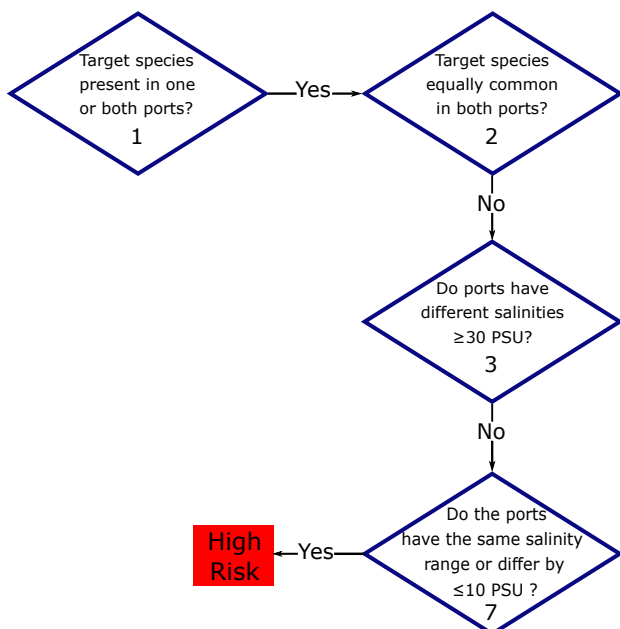 Target species
present in one
or both ports?
1
Yes
Target species
equally common
in both ports?
2
No
Do ports have
different salinities
≥30 PSU?
3
No
Do the ports
have the same salinity
range or differ by
≤10 PSU ?
7
Yes
High
Risk